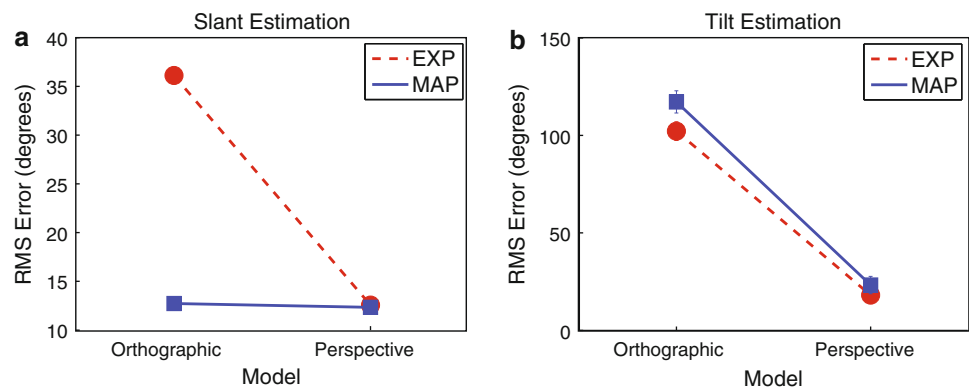 a
Slant Estimation
40
35
30
25
20
15
10
RMS Error (degrees)
EXP
MAP
Orthographic
Perspective
Model
b
Tilt Estimation
150
100
50
0
RMS Error (degrees)
EXP
MAP
Orthographic
Perspective
Model